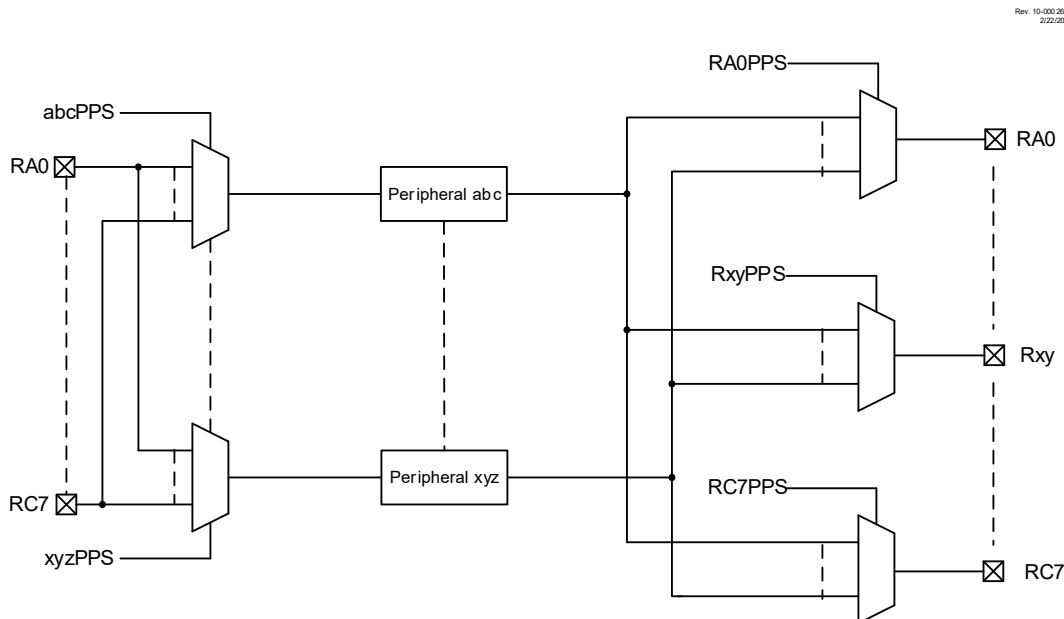 Rev. 10-000 26
2/22/20
RA0PPS
abcPPS
RA0
Peripheral abc
RA0
RxyPPS
Rxy
Peripheral xyz
RC7PPS
RC7
xyzPPS
RC7